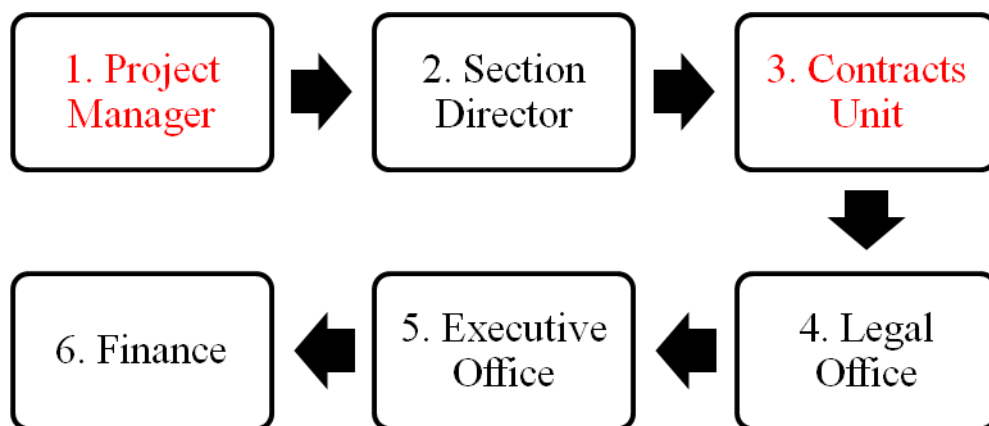 1. Project
Manager
2. Section
Director
3. Contracts
Unit
4. Legal
Office
5. Executive
Office
6. Finance